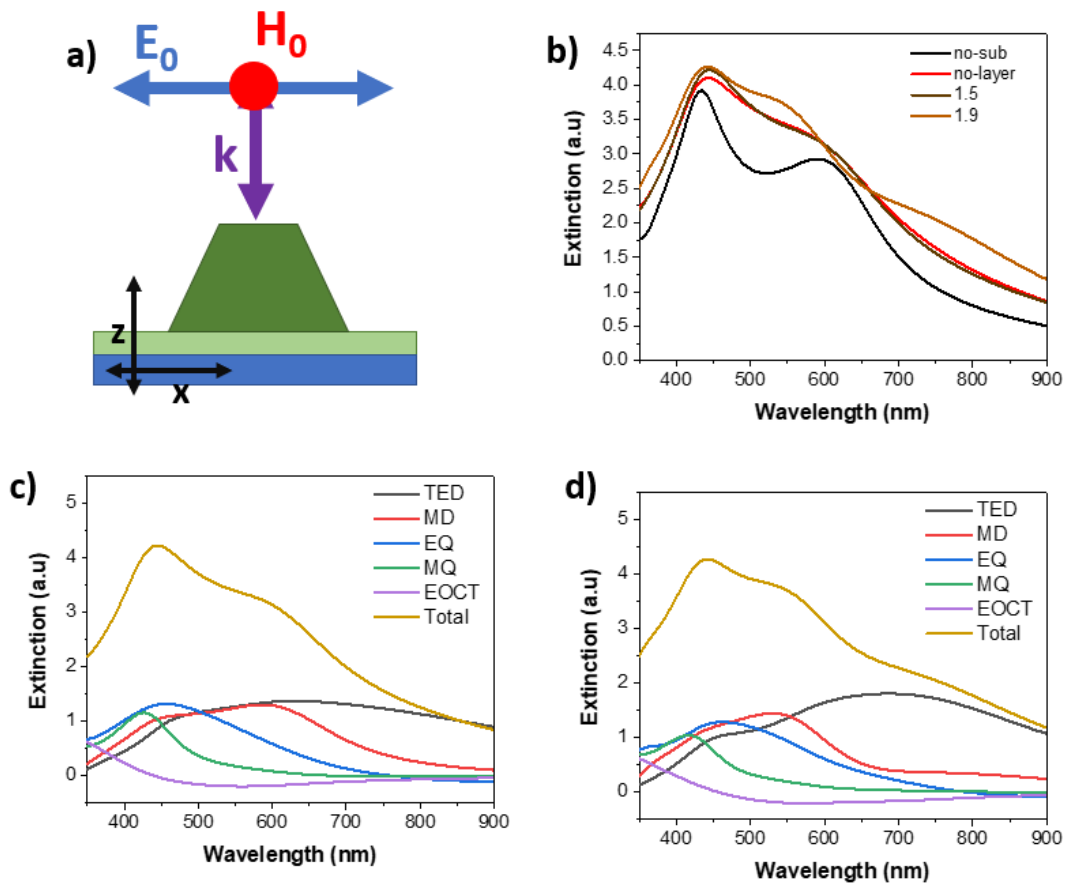 a)
E0
H0
k
z
x
b)
Extinction (a.u)
4.5
4.0
3.5
3.0
2.5
2.0
1.5
1.0
0.5
0.0
no-sub
no-layer
1.5
1.9
400 500 600 700 800 900
Wavelength (nm)
c)
Extinction (a.u)
5
4
3
2
1
0
TED
MD
EQ
MQ
EOCT
Total
400 500 600 700 800 900
Wavelength (nm)
d)
Extinction (a.u)
5
4
3
2
1
0
TED
MD
EQ
MQ
EOCT
Total
400 500 600 700 800 900
Wavelength (nm)